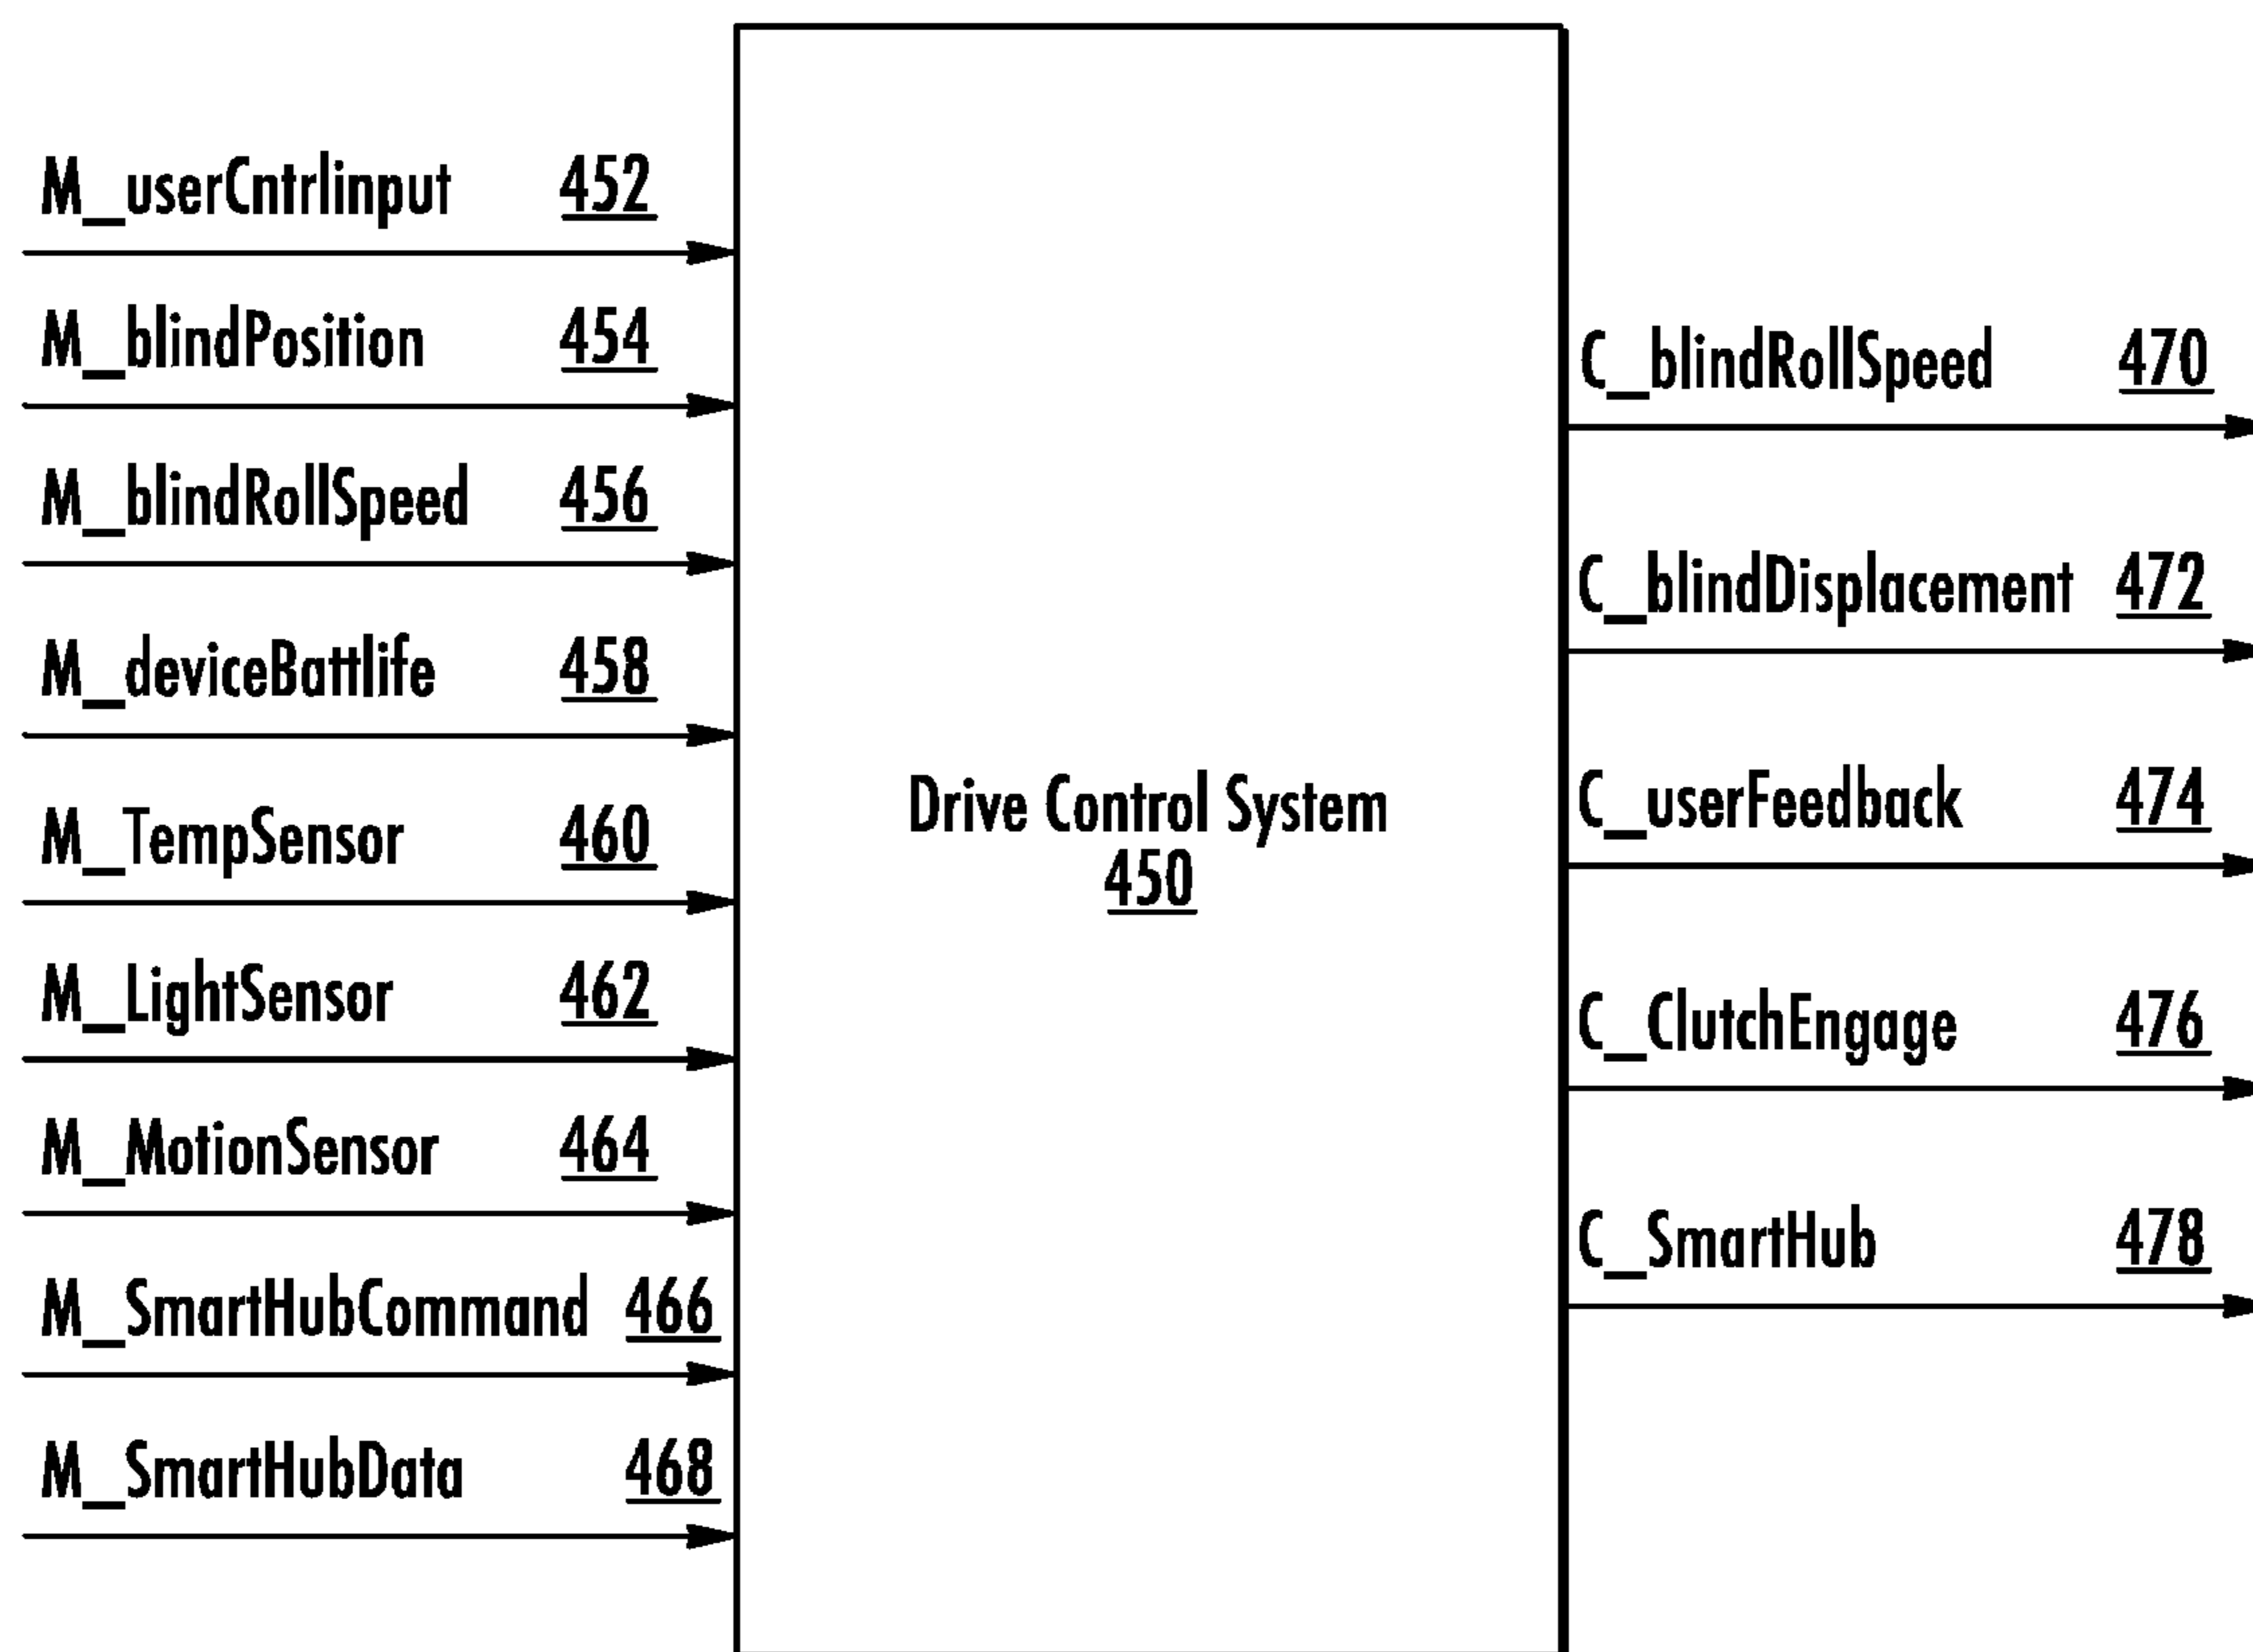 M_userCntrlinput 452
M_blindPosition 454
M_blindRollSpeed 456
M_deviceBattlife 458
M_TempSensor 460
M_LightSensor 462
M_MotionSensor 464
M_SmartHubCommand 466
M_SmartHubData 468
Drive Control System
450
C_blindRollSpeed 470
C_blindDisplacement 472
C_userFeedback 474
C_ClutchEngage 476
C_SmartHub 478